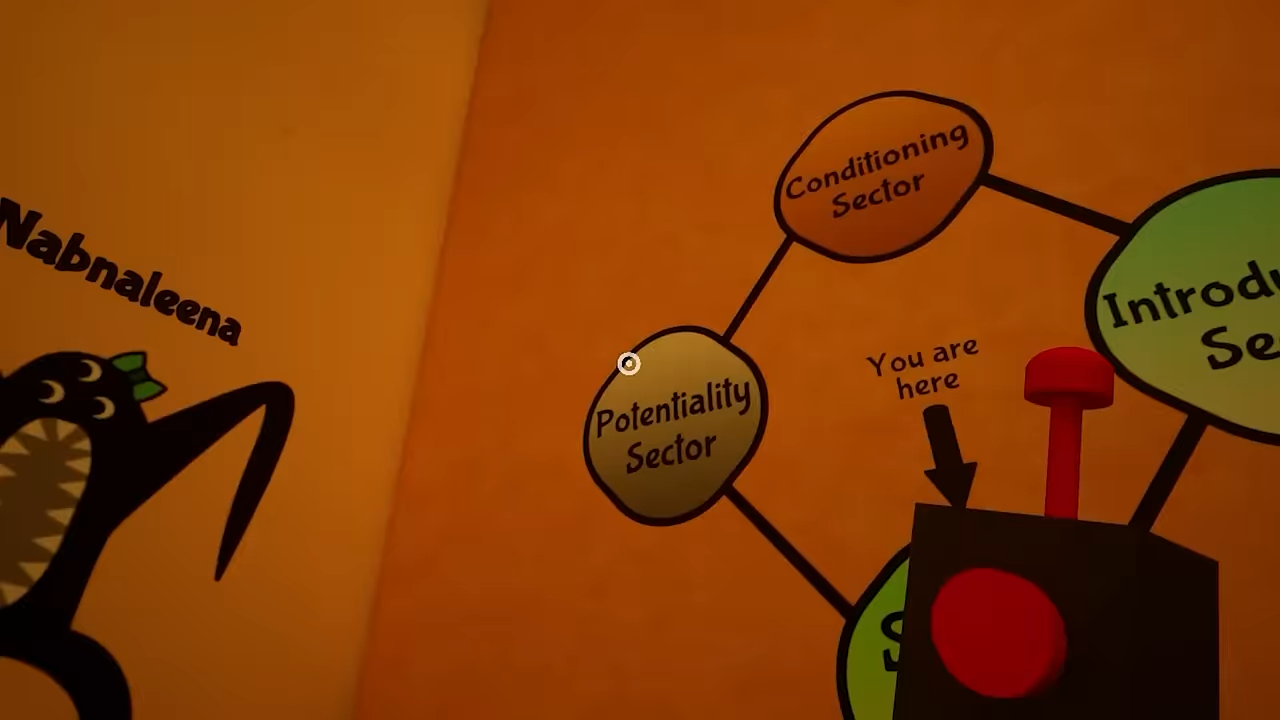 Nabnaleena
Conditioning
Sector
Potentiality
Sector
You are
here